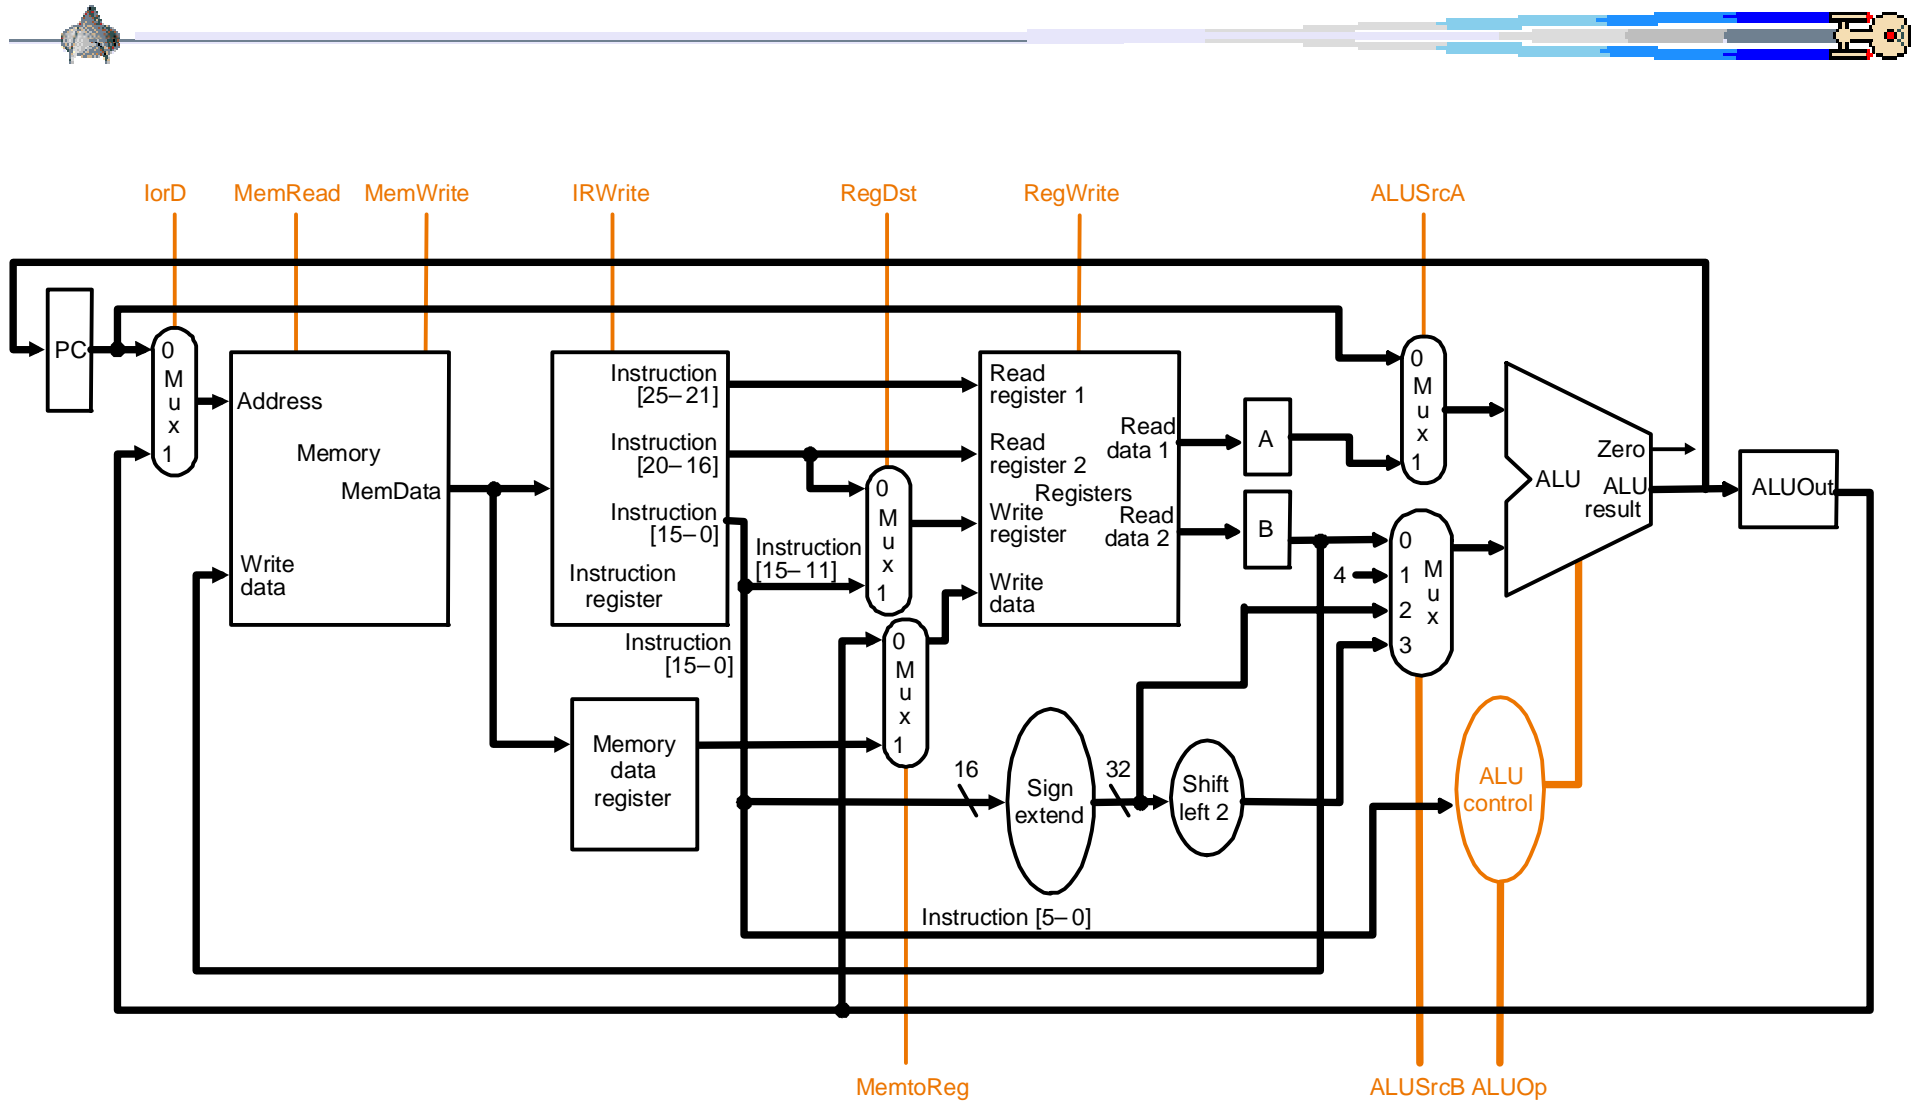 IorD
MemRead
MemWrite
IRWrite
RegDst
RegWrite
ALUSrcA
PC
0
M
u
x
1
Address
Memory
MemData
Write
data
Instruction
[25–21]
Instruction
[20–16]
Instruction
[15–0]
Instruction
register
Instruction
[15–11]
Instruction
[15–0]
0
M
u
x
1
0
M
u
x
1
Memory
data
register
Read
register 1
Read
register 2
Registers
Write
register
Write
data
Read
data 1
Read
data 2
A
B
0
M
u
x
1
4
0
1
2
3
M
u
x
ALU
Zero
ALU
result
ALUOut
16
Sign
extend
32
Shift
left 2
ALU
control
Instruction [5–0]
MemtoReg
ALUSrcB
ALUOp